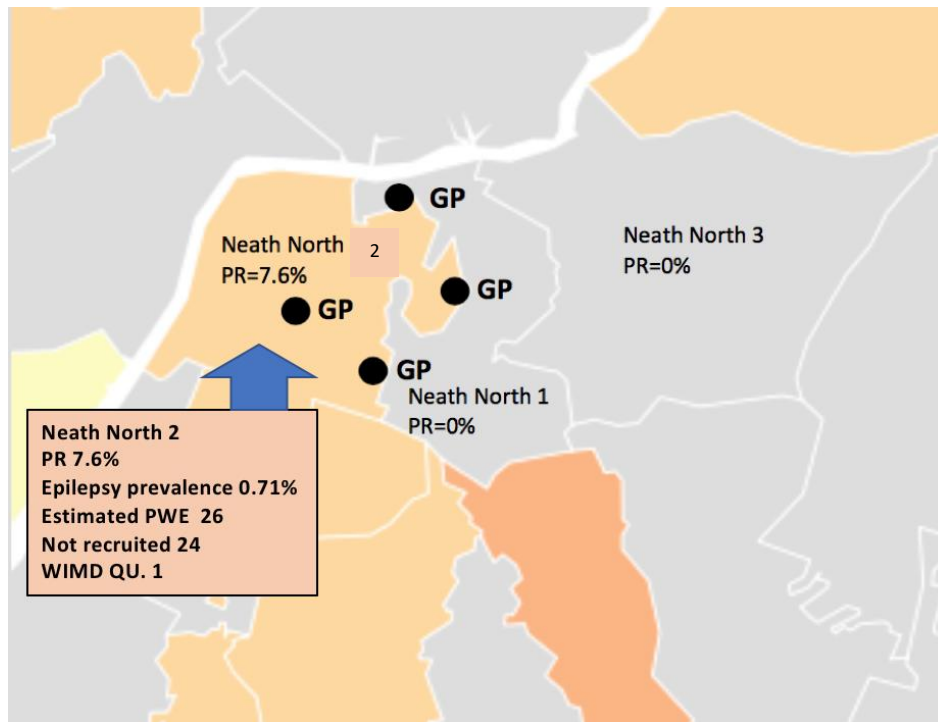 GP
Neath North 2
PR=7.6%
Neath North 3
PR=0%
GP
GP
GP
Neath North 1
PR=0%
Neath North 2
PR 7.6%
Epilepsy prevalence 0.71%
Estimated PWE 26
Not recruited 24
WIMD QU. 1